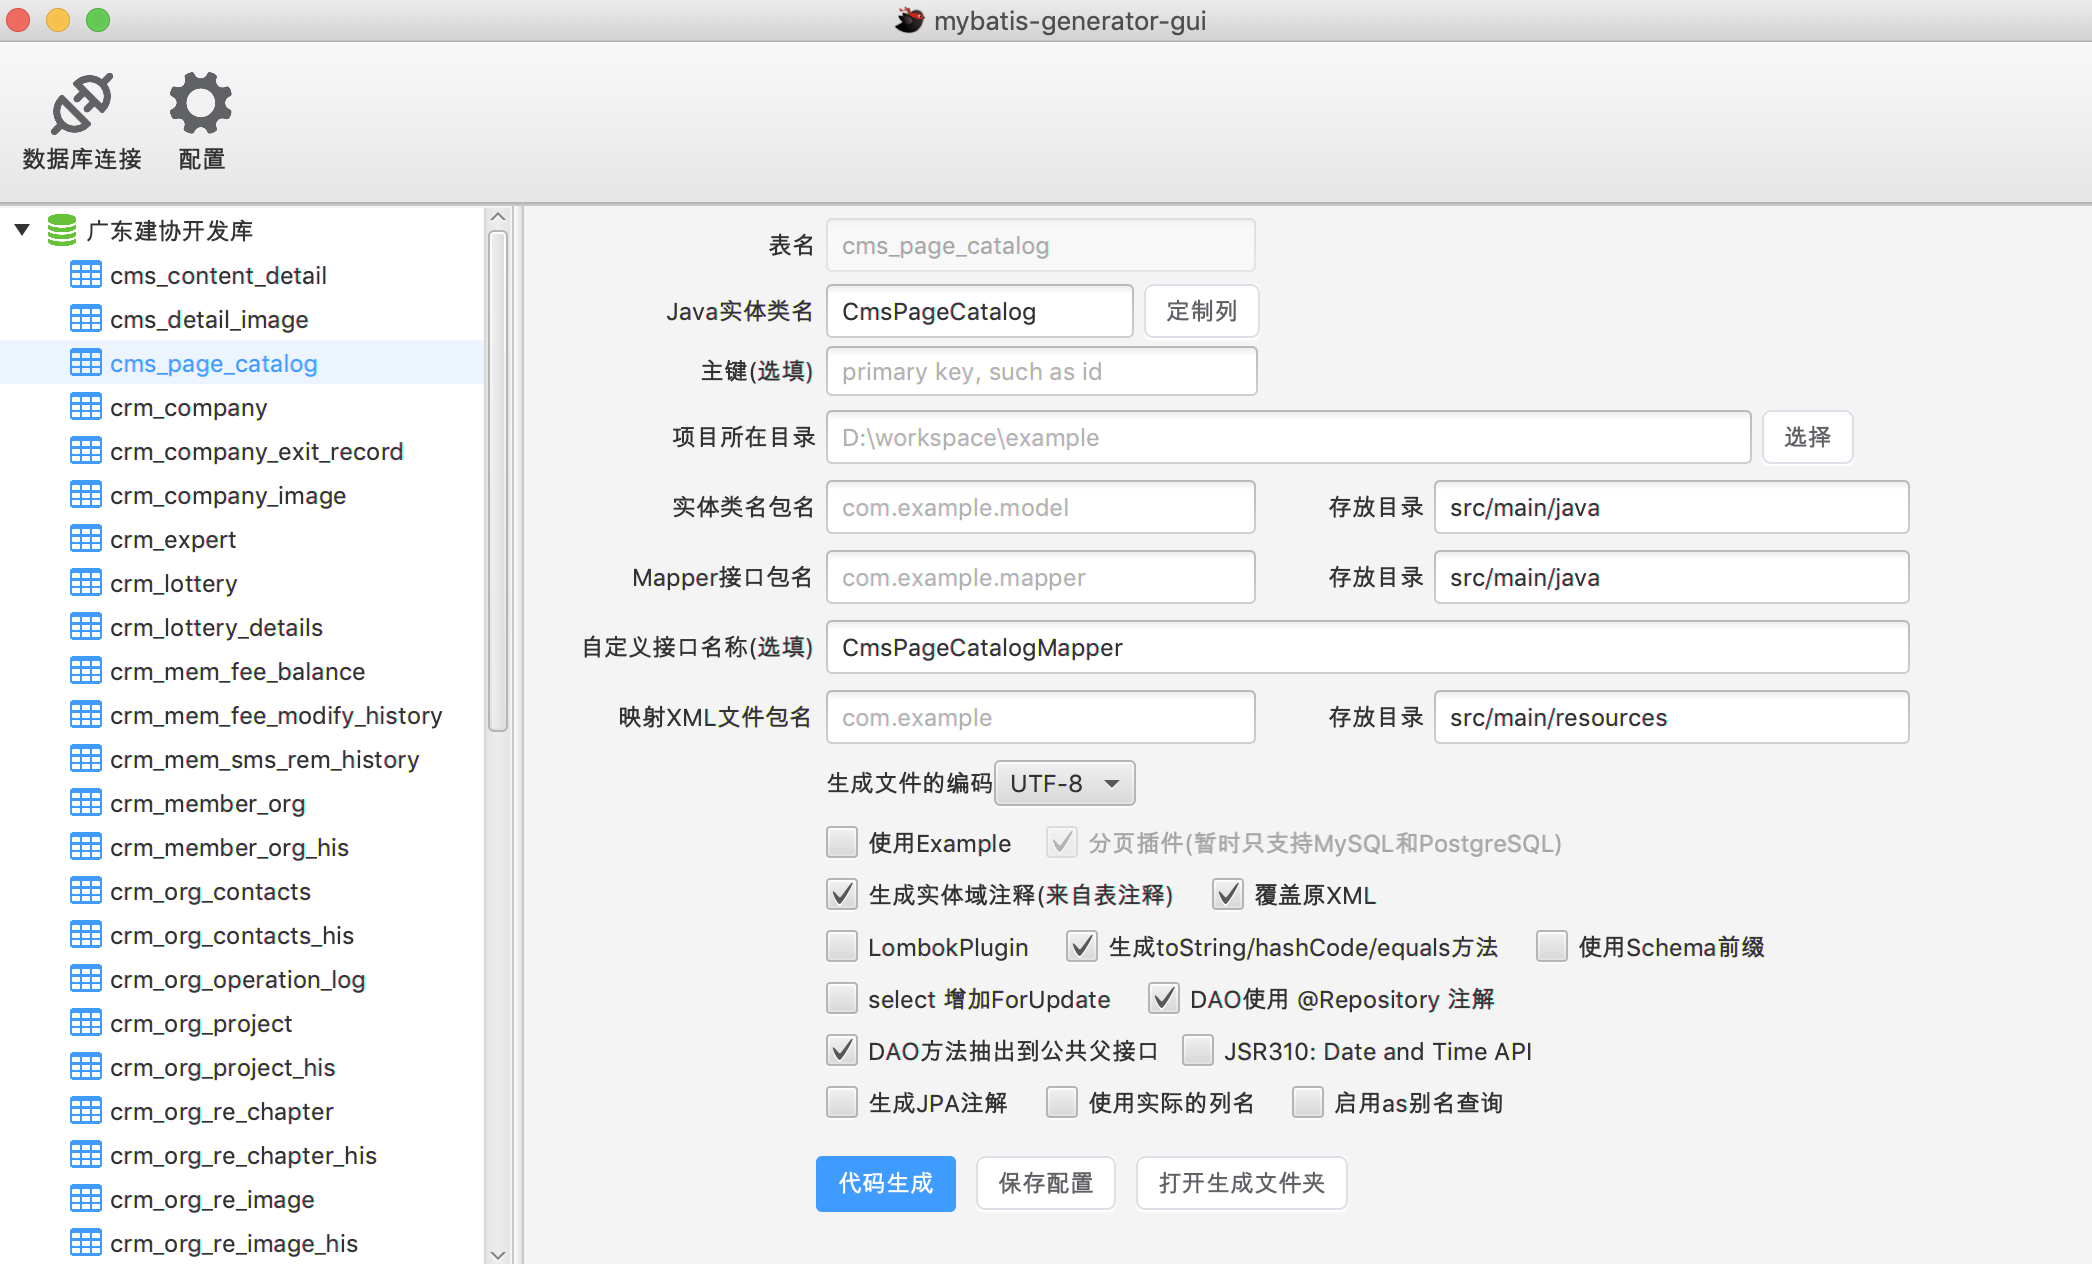 mybatis-generator-gui
数据库连接
配置
广东建协开发库
cms_content_detail
cms_detail_image
cms_page_catalog
crm_company
crm_company_exit_record
crm_company_image
crm_expert
crm_lottery
crm_lottery_details
crm_mem_fee_balance
crm_mem_fee_modify_history
crm_mem_sms_rem_history
crm_member_org
crm_member_org_his
crm_org_contacts
crm_org_contacts_his
crm_org_operation_log
crm_org_project
crm_org_project_his
crm_org_re_chapter
crm_org_re_chapter_his
crm_org_re_image
crm_org_re_image_his
表名 cms_page_catalog
Java实体类名 CmsPageCatalog 定制列
主键(选填) primary key, such as id
项目所在目录 D:\workspace\example 选择
实体类名包名 com.example.model 存放目录 src/main/java
Mapper接口包名 com.example.mapper 存放目录 src/main/java
自定义接口名称(选填) CmsPageCatalogMapper
映射XML文件包名 com.example 存放目录 src/main/resources
生成文件的编码 UTF-8
使用Example 分页插件(暂时只支持MySQL和PostgreSQL)
生成实体域注释(来自表注释) 覆盖原XML
LombokPlugin 生成toString/hashCode/equals方法 使用Schema前缀
select 增加ForUpdate DAO使用 @Repository 注解
DAO方法抽出到公共父接口 JSR310: Date and Time API
生成JPA注解 使用实际的列名 启用as别名查询
代码生成 保存配置 打开生成文件夹